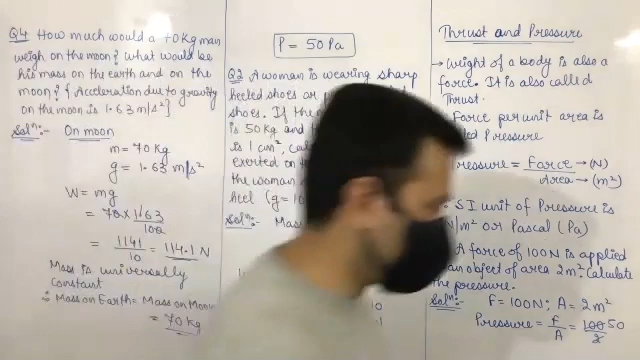 Q4 How much would a 70 Kg man
weigh on the moon? What would be
his mass on the earth and on the
moon? { Acceleration due to gravity
on the moon is 1.63 m/s²]
Solⁿ:- On moon
m = 70 Kg
g = 1.63 m/s²
W = mg
= 70 × 163
100
= 1141 = 114.1 N
10
Mass is universally
constant
∴ Mass on Earth = Mass on Moon
= 70 Kg
P = 50 Pa
Q2 A woman is wearing sharp
heeled shoes or
shoes. If the
is 50 kg and
is 1 cm²,
exerted on
the woman
heel (g = 10
Solⁿ:- Mass
Thrust and Pressure
→ Weight of a body is also a
force. It is also called
Thrust.
Force per unit area is
Pressure
Pressure = Force → (N)
Area → (m²)
SI unit of Pressure is
N/m² or Pascal (Pa)
A force of 100N is applied
an object of area 2m². Calculate
the pressure.
Solⁿ:- F = 100N; A = 2m²
Pressure = F = 100 50
A 2